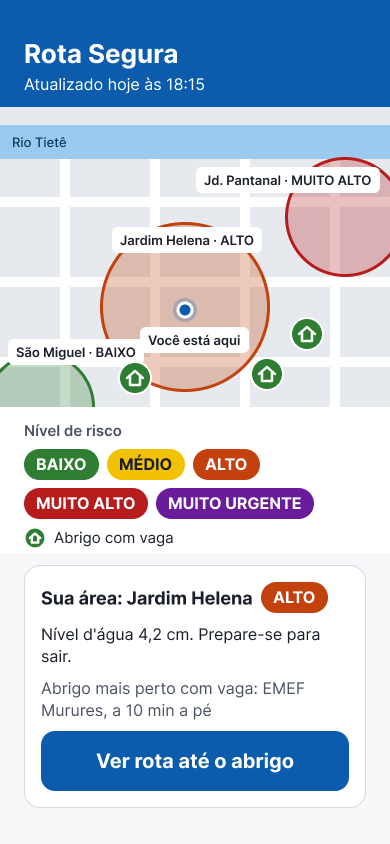 Rota Segura
Atualizado hoje às 18:15
Rio Tietê
Jd. Pantanal · MUITO ALTO
Jardim Helena · ALTO
Você está aqui
São Miguel · BAIXO
Nível de risco
BAIXO
MÉDIO
ALTO
MUITO ALTO
MUITO URGENTE
Abrigo com vaga
Sua área: Jardim Helena
ALTO
Nível d'água 4,2 cm. Prepare-se para
sair.
Abrigo mais perto com vaga: EMEF
Murures, a 10 min a pé
Ver rota até o abrigo